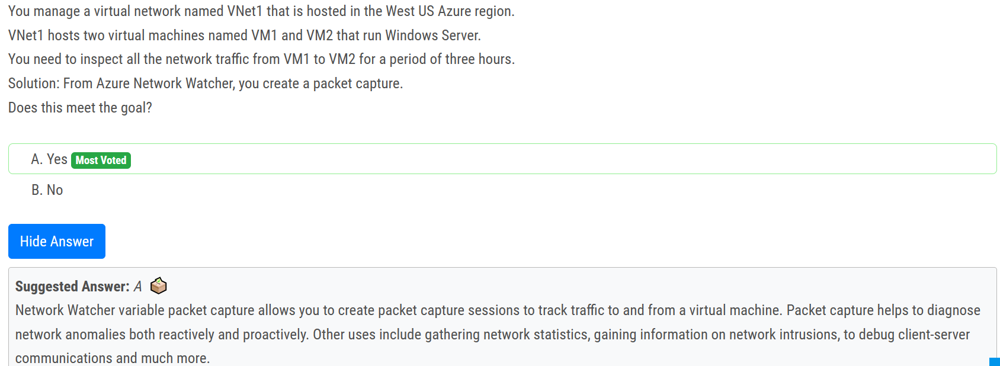 You manage a virtual network named VNet1 that is hosted in the West US Azure region.
VNet1 hosts two virtual machines named VM1 and VM2 that run Windows Server.
You need to inspect all the network traffic from VM1 to VM2 for a period of three hours.
Solution: From Azure Network Watcher, you create a packet capture.
Does this meet the goal?
A. Yes Most Voted
B. No
Hide Answer
Suggested Answer: A
Network Watcher variable packet capture allows you to create packet capture sessions to track traffic to and from a virtual machine. Packet capture helps to diagnose
network anomalies both reactively and proactively. Other uses include gathering network statistics, gaining information on network intrusions, to debug client-server
communications and much more.